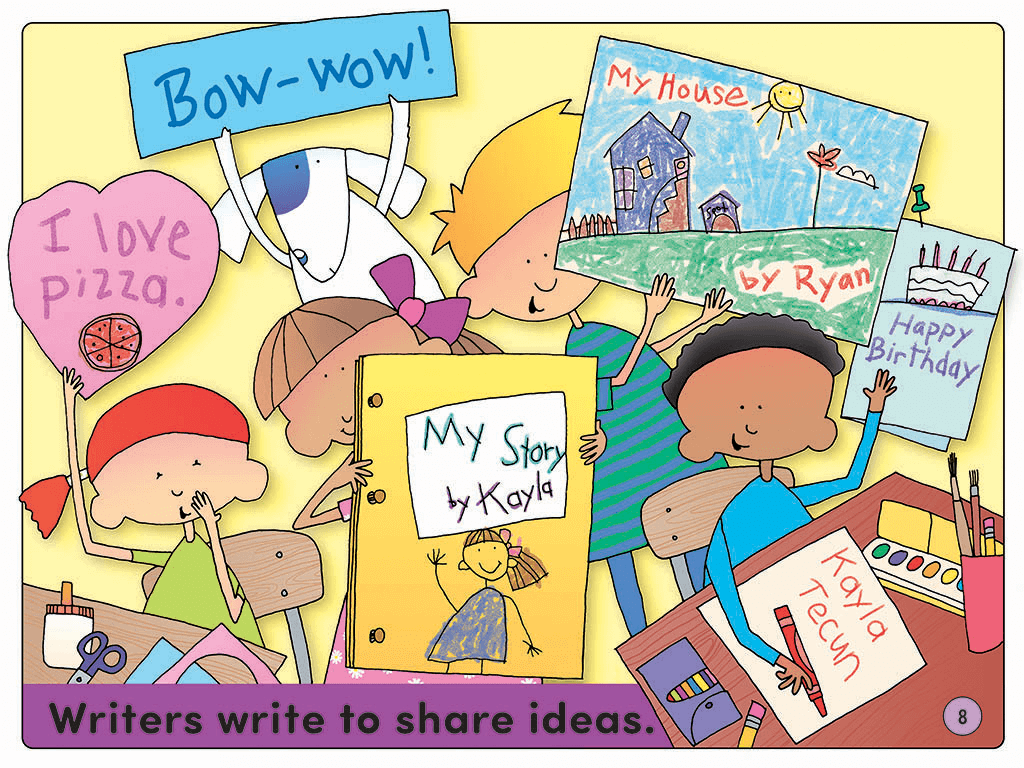 Bow-wow!
My House
by Ryan
I love
pizza.
Happy
Birthday
My Story
by Kayla
Kayla
Tecun
Writers write to share ideas.
8